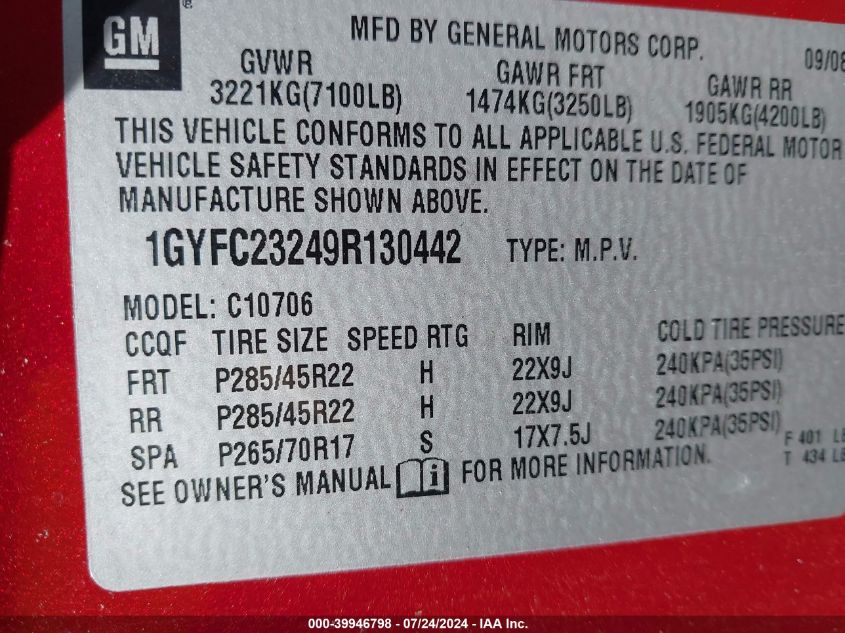 GM
®
MFD BY GENERAL MOTORS CORP.
09/08
GVWR GAWR FRT GAWR RR
3221KG(7100LB) 1474KG(3250LB) 1905KG(4200LB)
THIS VEHICLE CONFORMS TO ALL APPLICABLE U.S. FEDERAL MOTOR
VEHICLE SAFETY STANDARDS IN EFFECT ON THE DATE OF
MANUFACTURE SHOWN ABOVE.
1GYFC23249R130442 TYPE: M.P.V.
MODEL: C10706
CCQF TIRE SIZE SPEED RTG RIM COLD TIRE PRESSURE
FRT P285/45R22 H 22X9J 240KPA(35PSI)
RR P285/45R22 H 22X9J 240KPA(35PSI)
SPA P265/70R17 S 17X7.5J 240KPA(35PSI)
F 401 LB
T 434 LB
SEE OWNER'S MANUAL i FOR MORE INFORMATION.
000-39946798 - 07/24/2024 - IAA Inc.